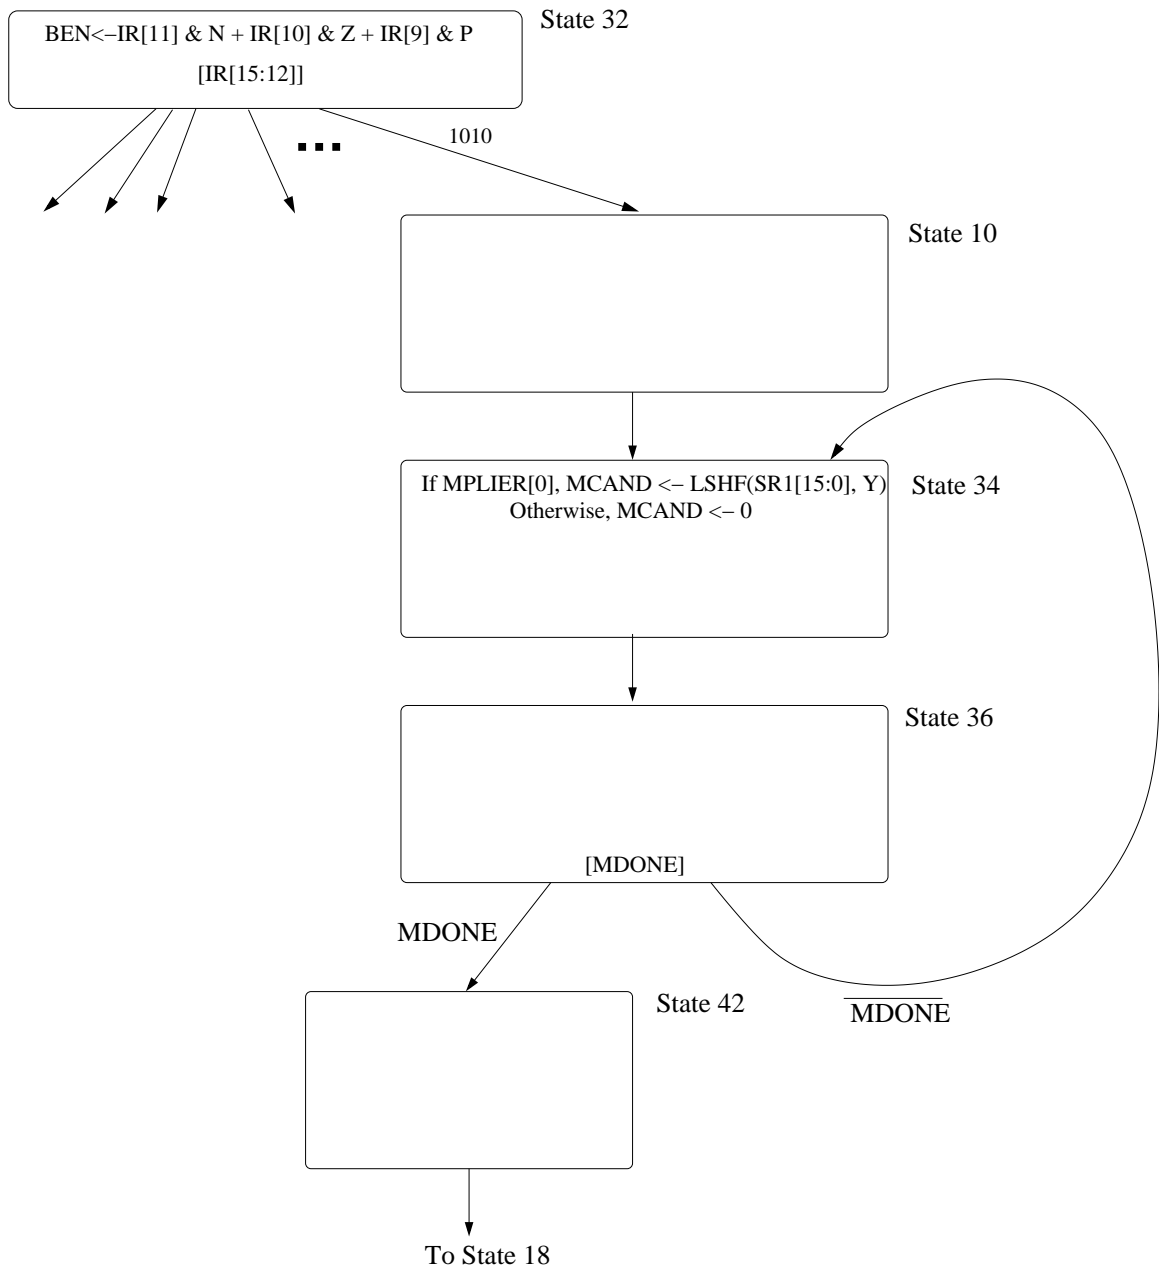 State 32
BEN<–IR[11] & N + IR[10] & Z + IR[9] & P
[IR[15:12]]
1010
State 10
If MPLIER[0], MCAND <– LSHF(SR1[15:0], Y)
Otherwise, MCAND <– 0
State 34
State 36
[MDONE]
MDONE
State 42
MDONE
To State 18